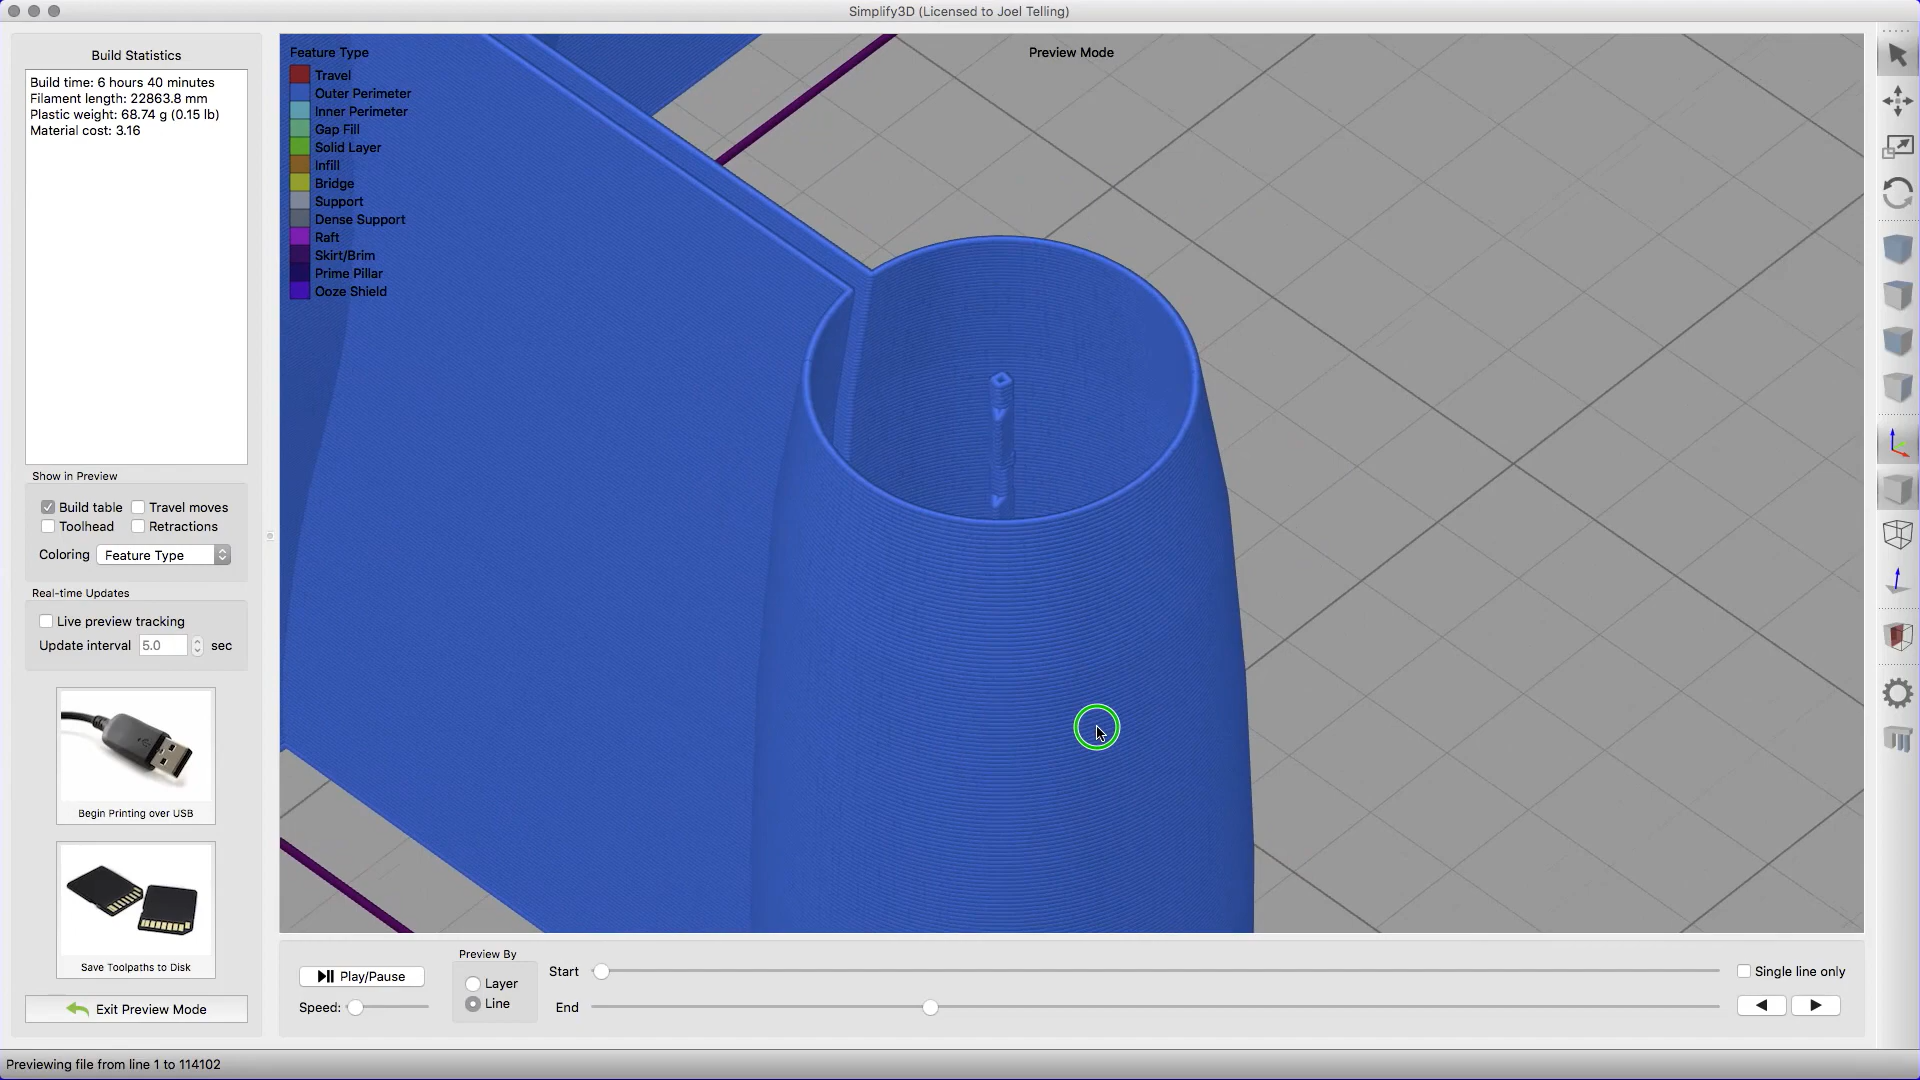 Simplify3D (Licensed to Joel Telling)
Build Statistics
Build time: 6 hours 40 minutes
Filament length: 22863.8 mm
Plastic weight: 68.74 g (0.15 lb)
Material cost: 3.16
Show in Preview
Build table
Travel moves
Toolhead
Retractions
Coloring
Feature Type
Real-time Updates
Live preview tracking
Update interval
5.0
sec
Begin Printing over USB
Save Toolpaths to Disk
Exit Preview Mode
Feature Type
Travel
Outer Perimeter
Inner Perimeter
Gap Fill
Solid Layer
Infill
Bridge
Support
Dense Support
Raft
Skirt/Brim
Prime Pillar
Ooze Shield
Preview Mode
Play/Pause
Speed:
Preview By
Layer
Line
Start
End
Single line only
Previewing file from line 1 to 114102